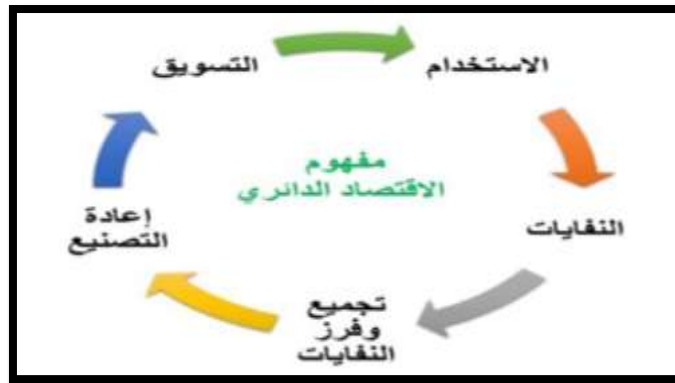 التسويق
الاستخدام
مفهوم
الاقتصاد الدائري
إعادة
التصنيع
النفايات
تجميع
وفرز
النفايات